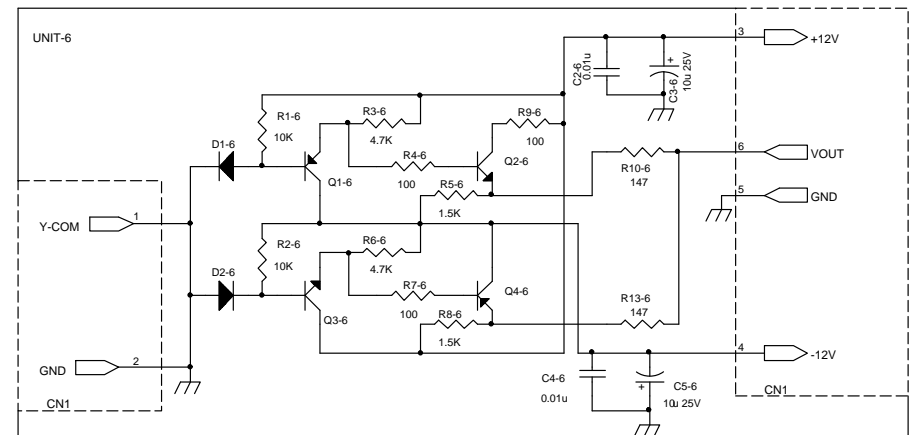 UNIT-6
3
+12V
C2-6
0.01u
+
C3-6
10u 25V
R1-6
10K
R3-6
4.7K
R9-6
100
D1-6
R4-6
100
Q2-6
Q1-6
R5-6
1.5K
R10-6
147
6
VOUT
5
GND
Y-COM
1
R2-6
10K
R6-6
4.7K
D2-6
R7-6
100
Q4-6
Q3-6
R8-6
1.5K
R13-6
147
GND
2
CN1
4
-12V
C4-6
0.01u
+
C5-6
10u 25V
CN1